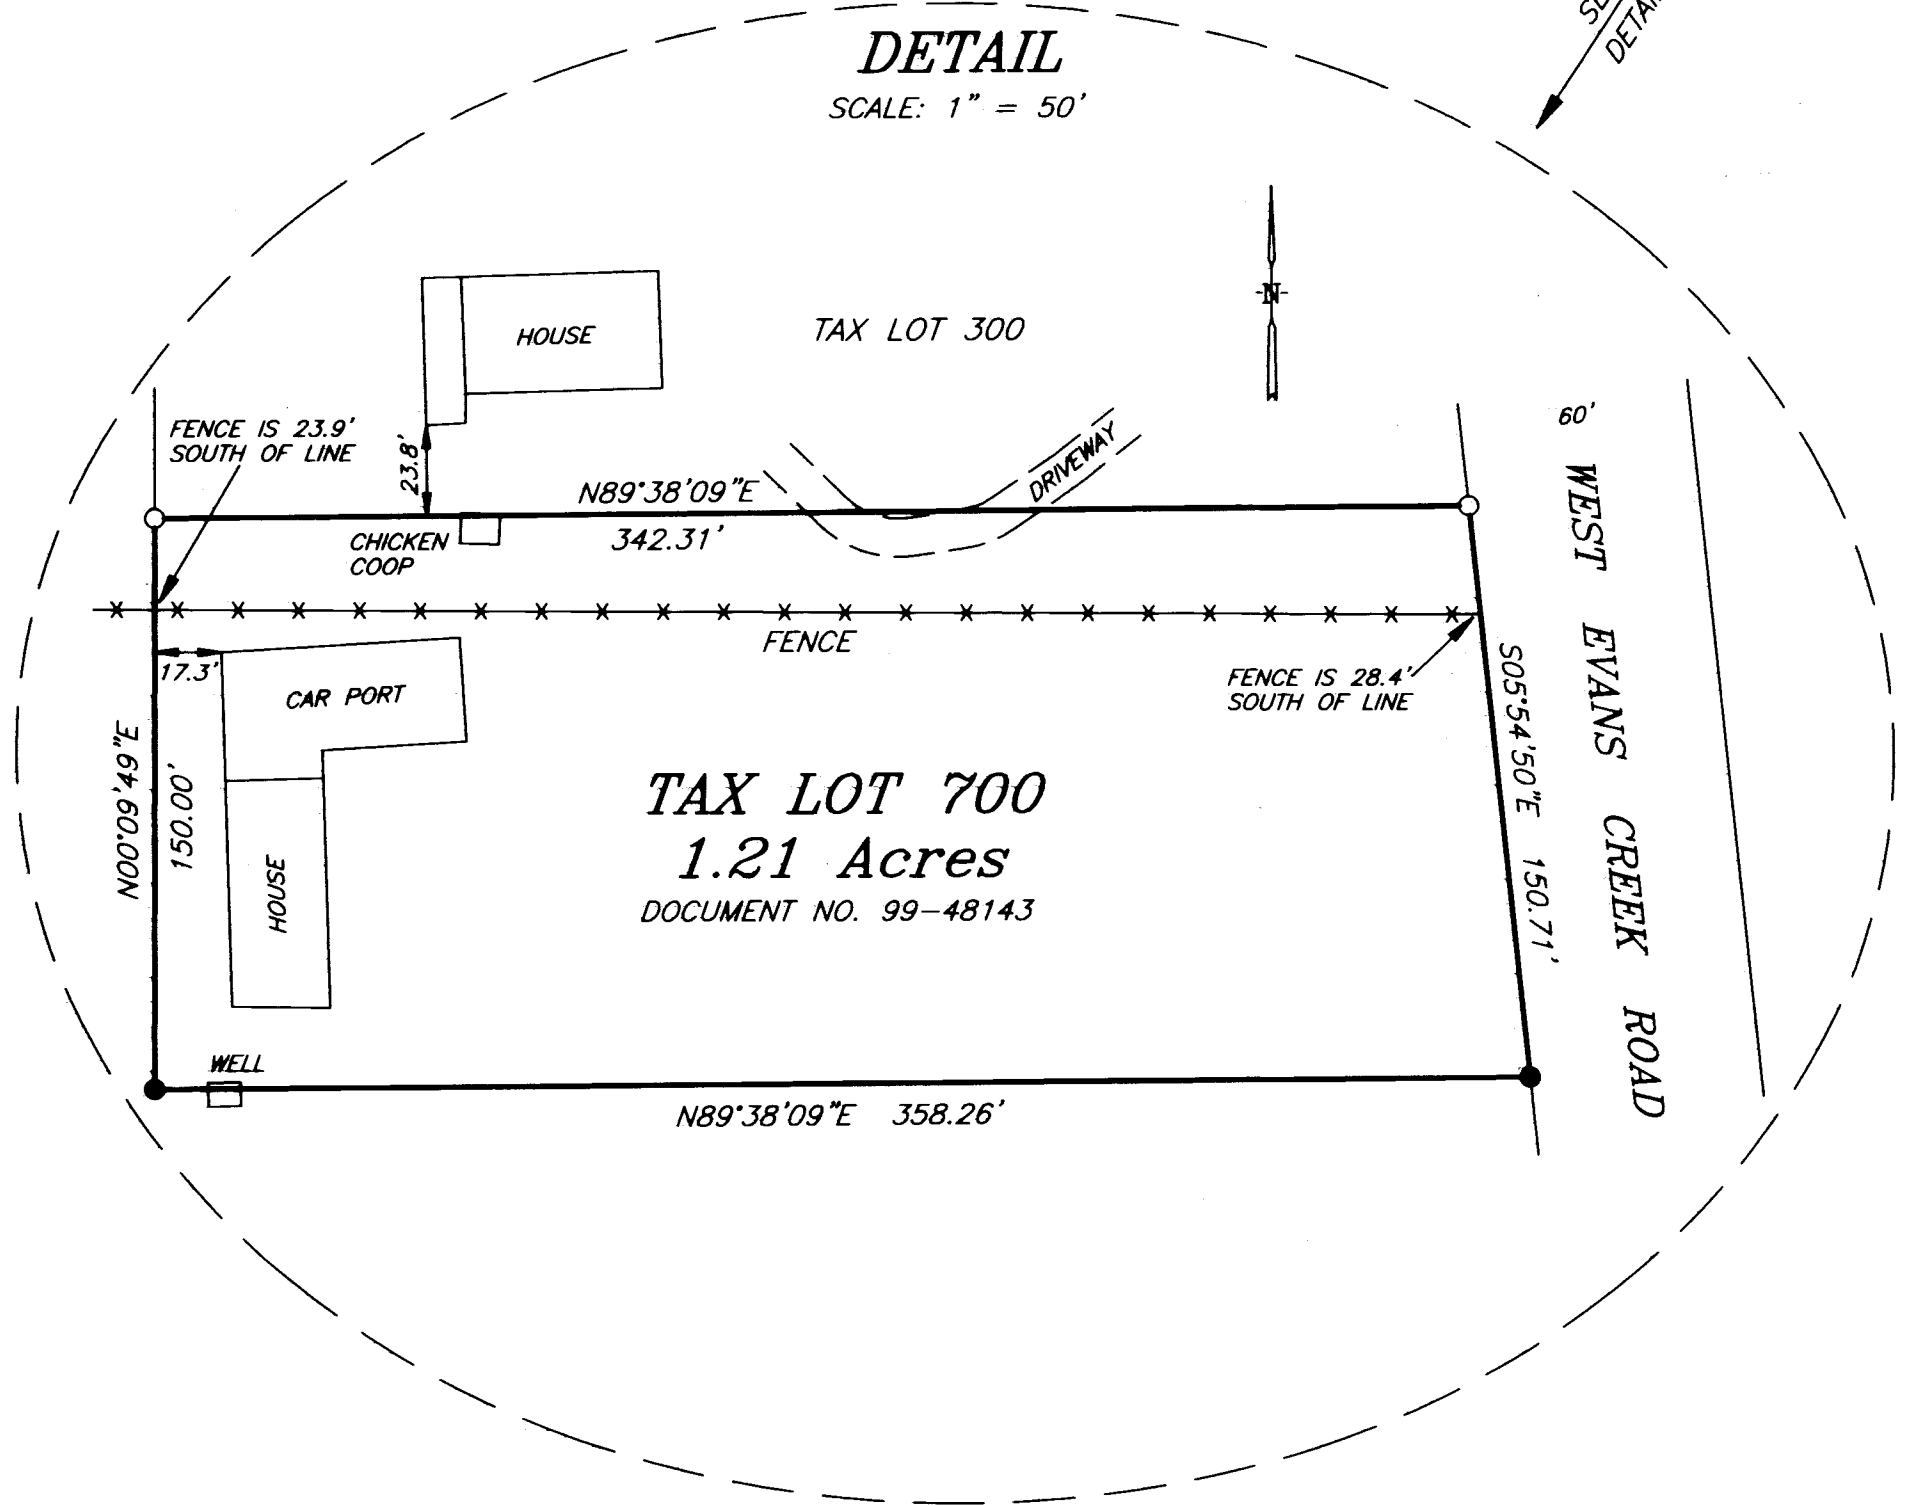 DETAIL
SCALE: 1" = 50'
DETAIL
-N-
HOUSE
TAX LOT 300
60'
FENCE IS 23.9'
SOUTH OF LINE
23.8'
DRIVEWAY
N89°38'09"E
342.31'
CHICKEN
COOP
WEST EVANS CREEK ROAD
FENCE
17.3'
CAR PORT
FENCE IS 28.4'
SOUTH OF LINE
S05°54'50"E 150.71'
N00°09'49"E
150.00'
TAX LOT 700
1.21 Acres
DOCUMENT NO. 99-48143
HOUSE
WELL
N89°38'09"E 358.26'